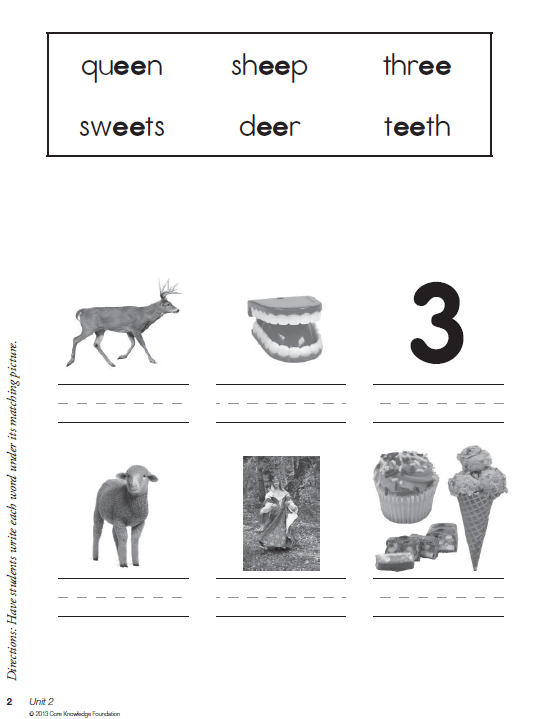 queen sheep three
sweets deer teeth
3
Directions: Have students write each word under its matching picture.
2 Unit 2
© 2013 Core Knowledge Foundation